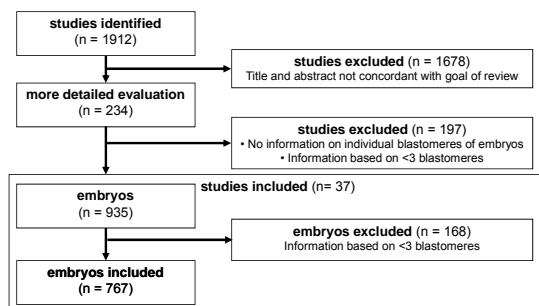 studies identified
(n = 1912)
studies excluded (n = 1678)
Title and abstract not concordant with goal of review
more detailed evaluation
(n = 234)
studies excluded (n = 197)
• No information on individual blastomeres of embryos
• Information based on <3 blastomeres
studies included (n= 37)
embryos
(n = 935)
embryos excluded (n = 168)
Information based on <3 blastomeres
embryos included
(n = 767)